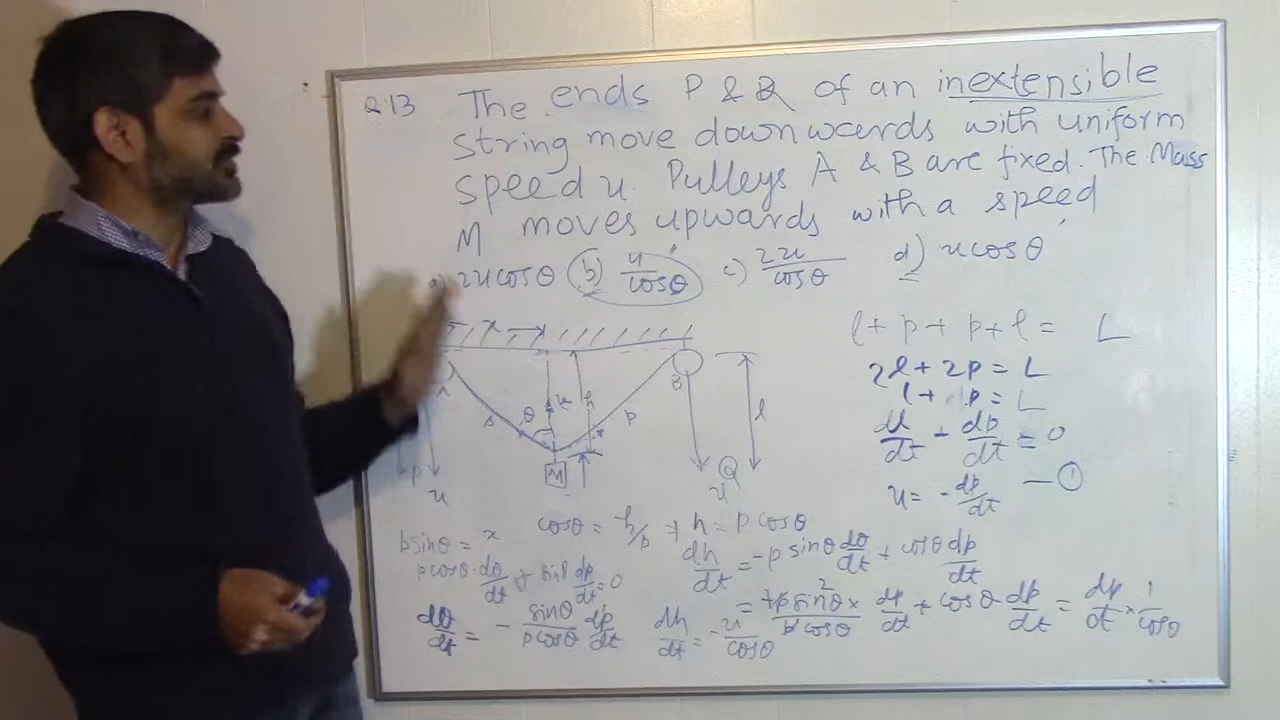 Q.13 The ends P & Q of an inextensible
string move downwards with uniform
speed u. Pulleys A & B are fixed. The Mass
M moves upwards with a speed
a) 2u cosθ b) u/cosθ c) 2u/cosθ d) u cosθ
x
l + p + p + l = L
2l + 2p = L
l + p = L
dl/dt + dp/dt = 0
u = -dp/dt — ①
A
B
θ
u
h
p
l
M
P
u
Q
u
p sinθ = x
p cosθ · dθ/dt + sinθ dp/dt = 0
dθ/dt = - sinθ/p cosθ dp/dt
cosθ = h/p → h = p cosθ
dh/dt = -p sinθ dθ/dt + cosθ dp/dt
= +p sin²θ/p cosθ × dp/dt + cosθ dp/dt = dp/dt × 1/cosθ
dh/dt = -u/cosθ